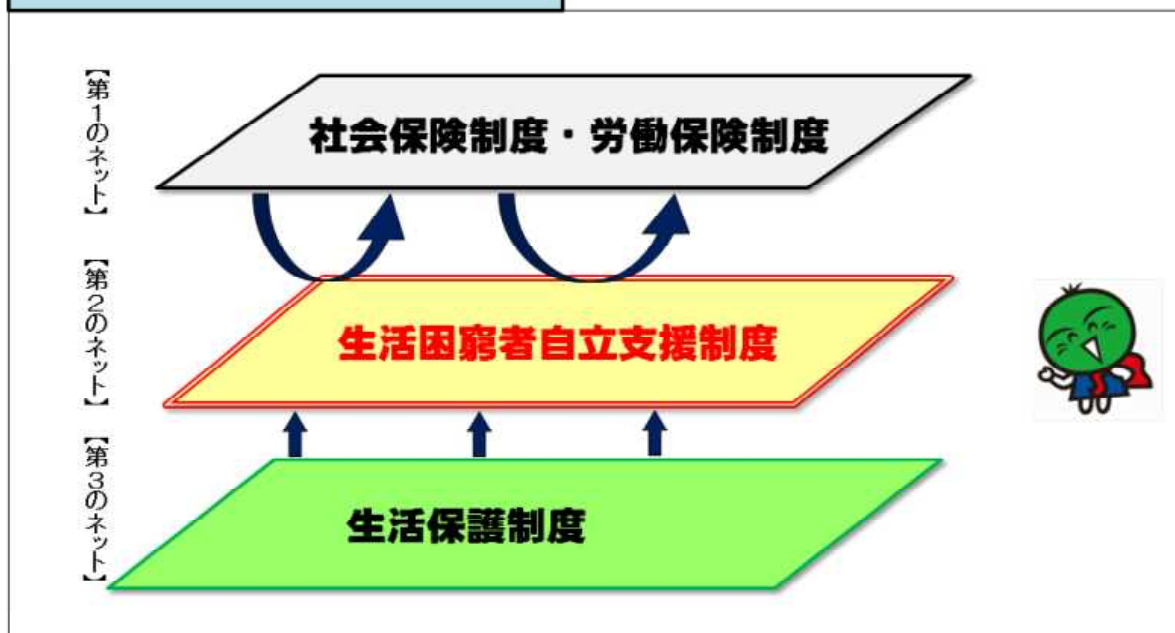 【第1のネット】
社会保険制度・労働保険制度
【第2のネット】
生活困窮者自立支援制度
【第3のネット】
生活保護制度